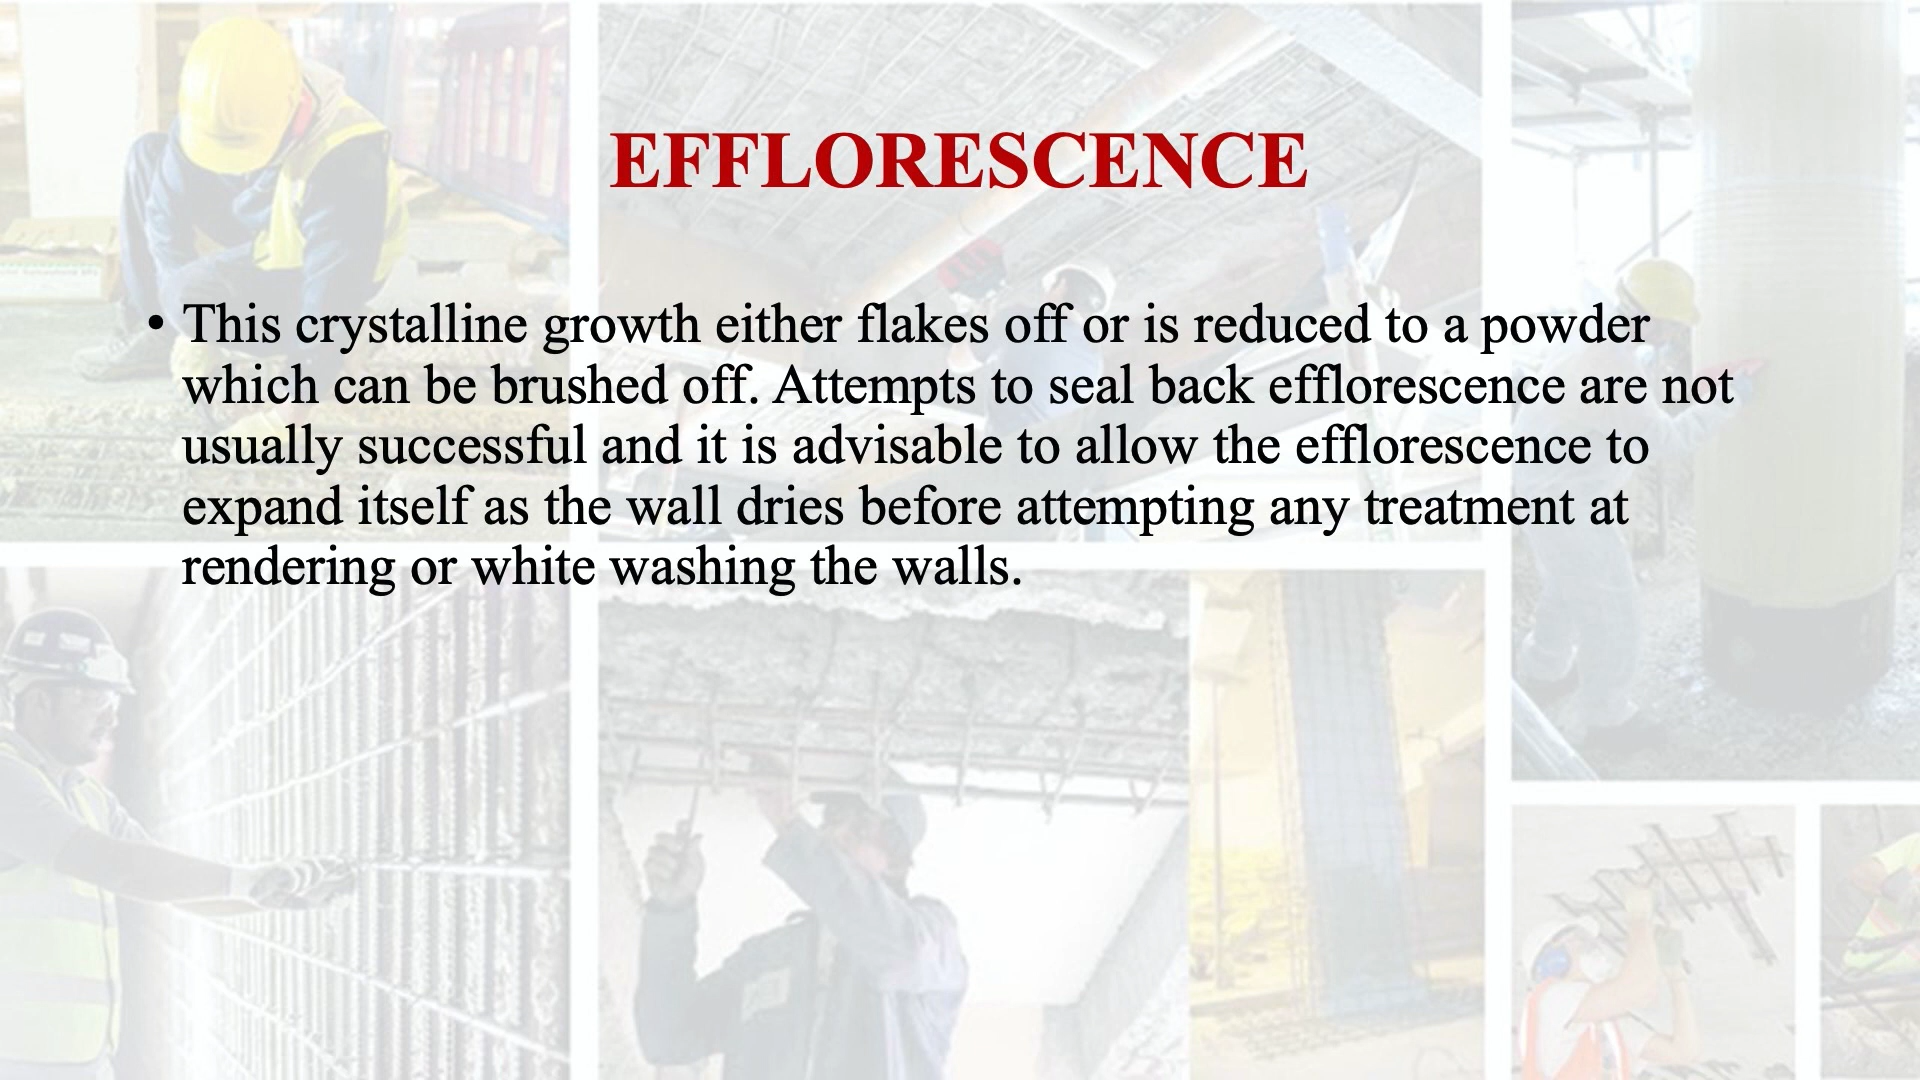 EFFLORESCENCE
• This crystalline growth either flakes off or is reduced to a powder
which can be brushed off. Attempts to seal back efflorescence are not
usually successful and it is advisable to allow the efflorescence to
expand itself as the wall dries before attempting any treatment at
rendering or white washing the walls.